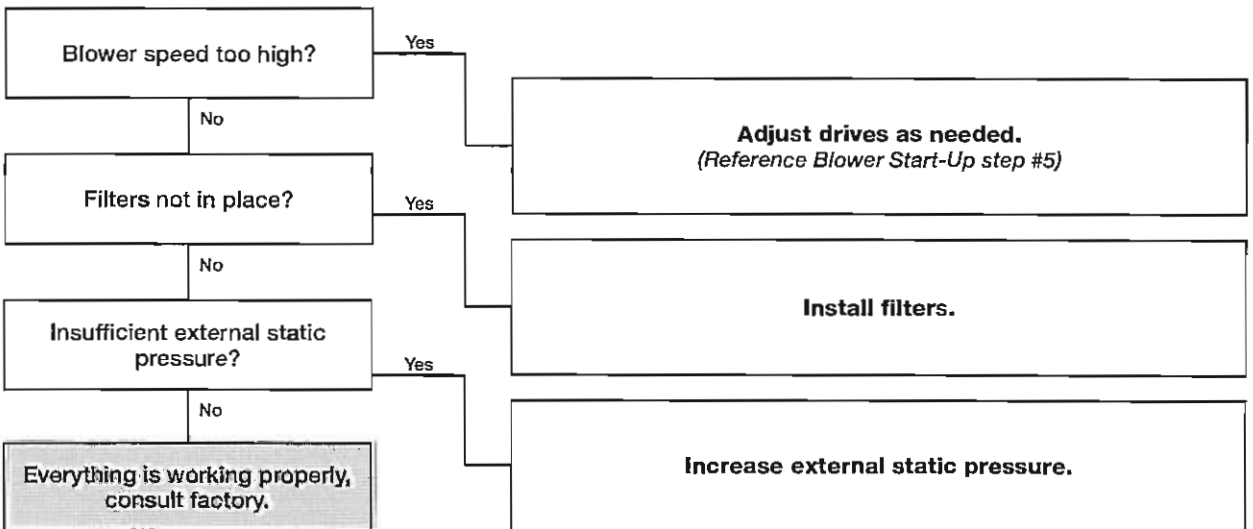 Blower speed too high?
Yes
No
Adjust drives as needed.
(Reference Blower Start-Up step #5)
Filters not in place?
Yes
No
Install filters.
Insufficient external static
pressure?
Yes
No
Increase external static pressure.
Everything is working properly,
consult factory.